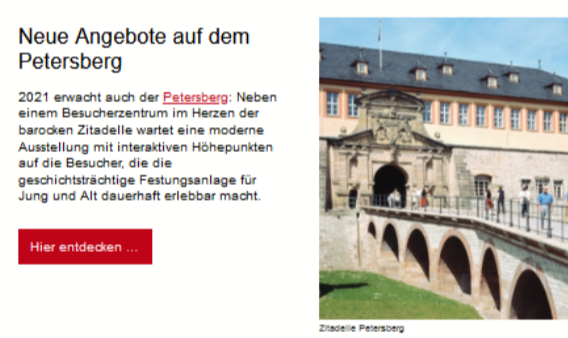 Neue Angebote auf dem
Petersberg
2021 erwacht auch der Petersberg: Neben
einem Besucherzentrum im Herzen der
barocken Zitadelle wartet eine moderne
Ausstellung mit interaktiven Höhepunkten
auf die Besucher, die die
geschichtsträchtige Festungsanlage für
Jung und Alt dauerhaft erlebbar macht.
Hier entdecken ...
Zitadelle Petersberg